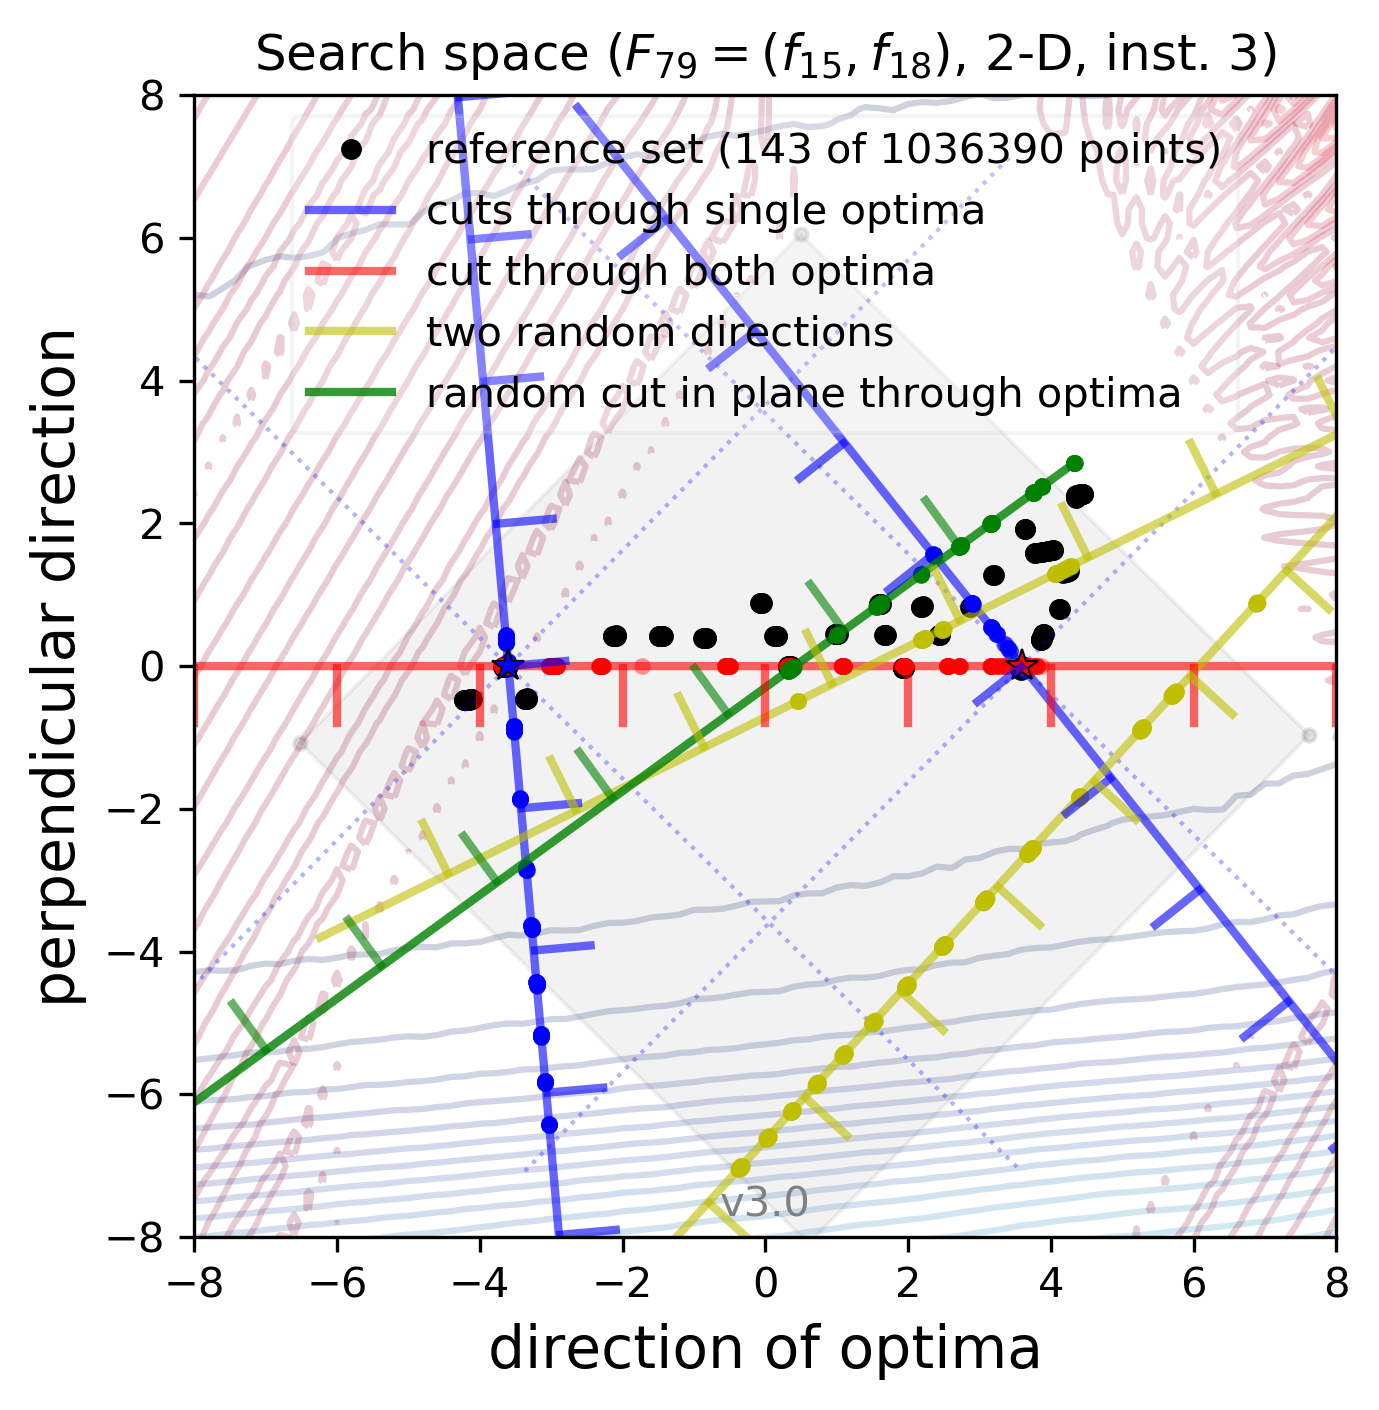 Search space (F79 = (f15, f18), 2-D, inst. 3)
8
reference set (143 of 1036390 points)
cuts through single optima
6
cut through both optima
two random directions
4
random cut in plane through optima
2
0
−2
−4
−6
−8
perpendicular direction
v3.0
−8 −6 −4 −2 0 2 4 6 8
direction of optima